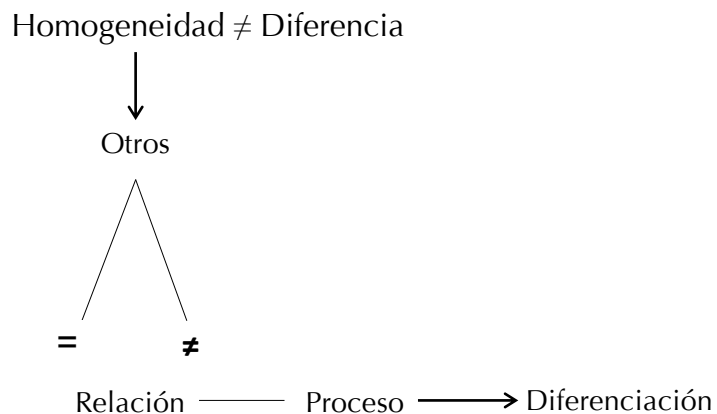 Homogeneidad ≠ Diferencia
Otros
= ≠
Relación Proceso Diferenciación